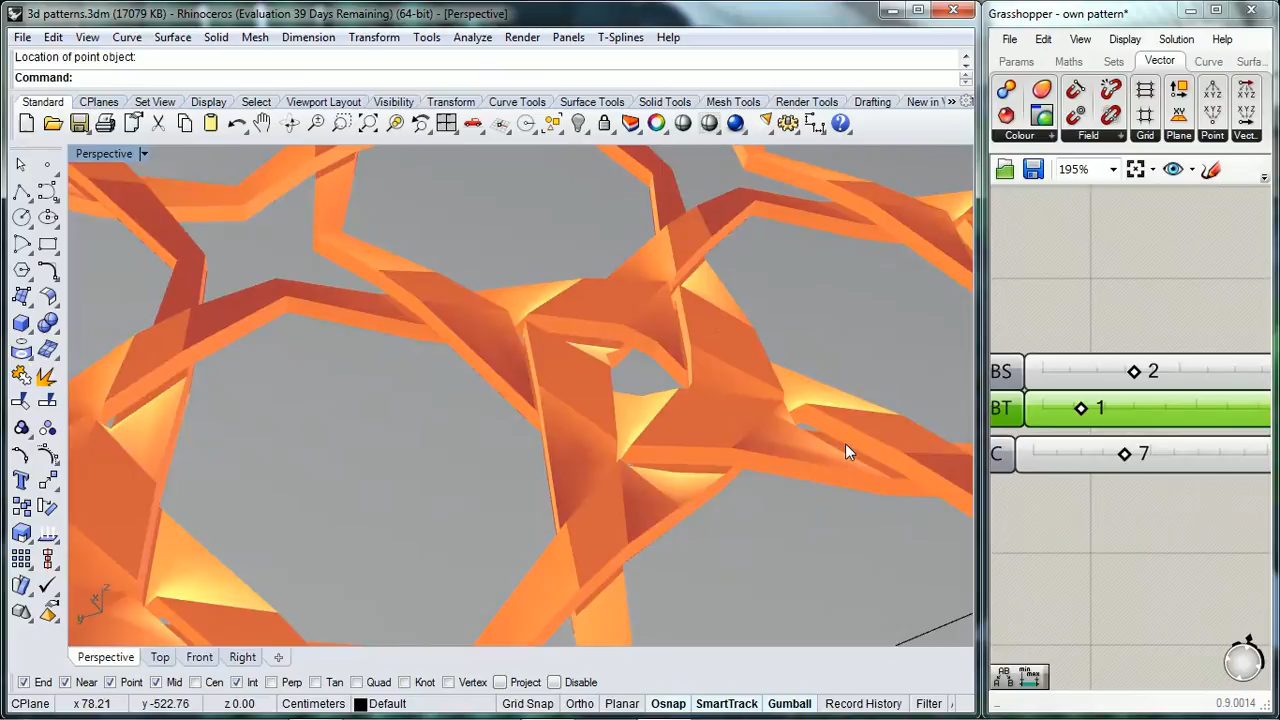 3d patterns.3dm (17079 KB) - Rhinoceros (Evaluation 39 Days Remaining) (64-bit) - [Perspective]
File Edit View Curve Surface Solid Mesh Dimension Transform Tools Analyze Render Panels T-Splines Help
Location of point object:
Command:
Standard CPlanes Set View Display Select Viewport Layout Visibility Transform Curve Tools Surface Tools Solid Tools Mesh Tools Render Tools Drafting New in V »
Perspective
z
x
y
Perspective Top Front Right
End Near Point Mid Cen Int Perp Tan Quad Knot Vertex Project Disable
CPlane x 78.21 y -522.76 z 0.00 Centimeters Default Grid Snap Ortho Planar Osnap SmartTrack Gumball Record History Filter
Grasshopper - own pattern*
File Edit View Display Solution Help
Params Maths Sets Vector Curve Surfa..
Colour Field Grid Plane Point Vect..
195%
BS 2
BT 1
C 7
0.9.0014